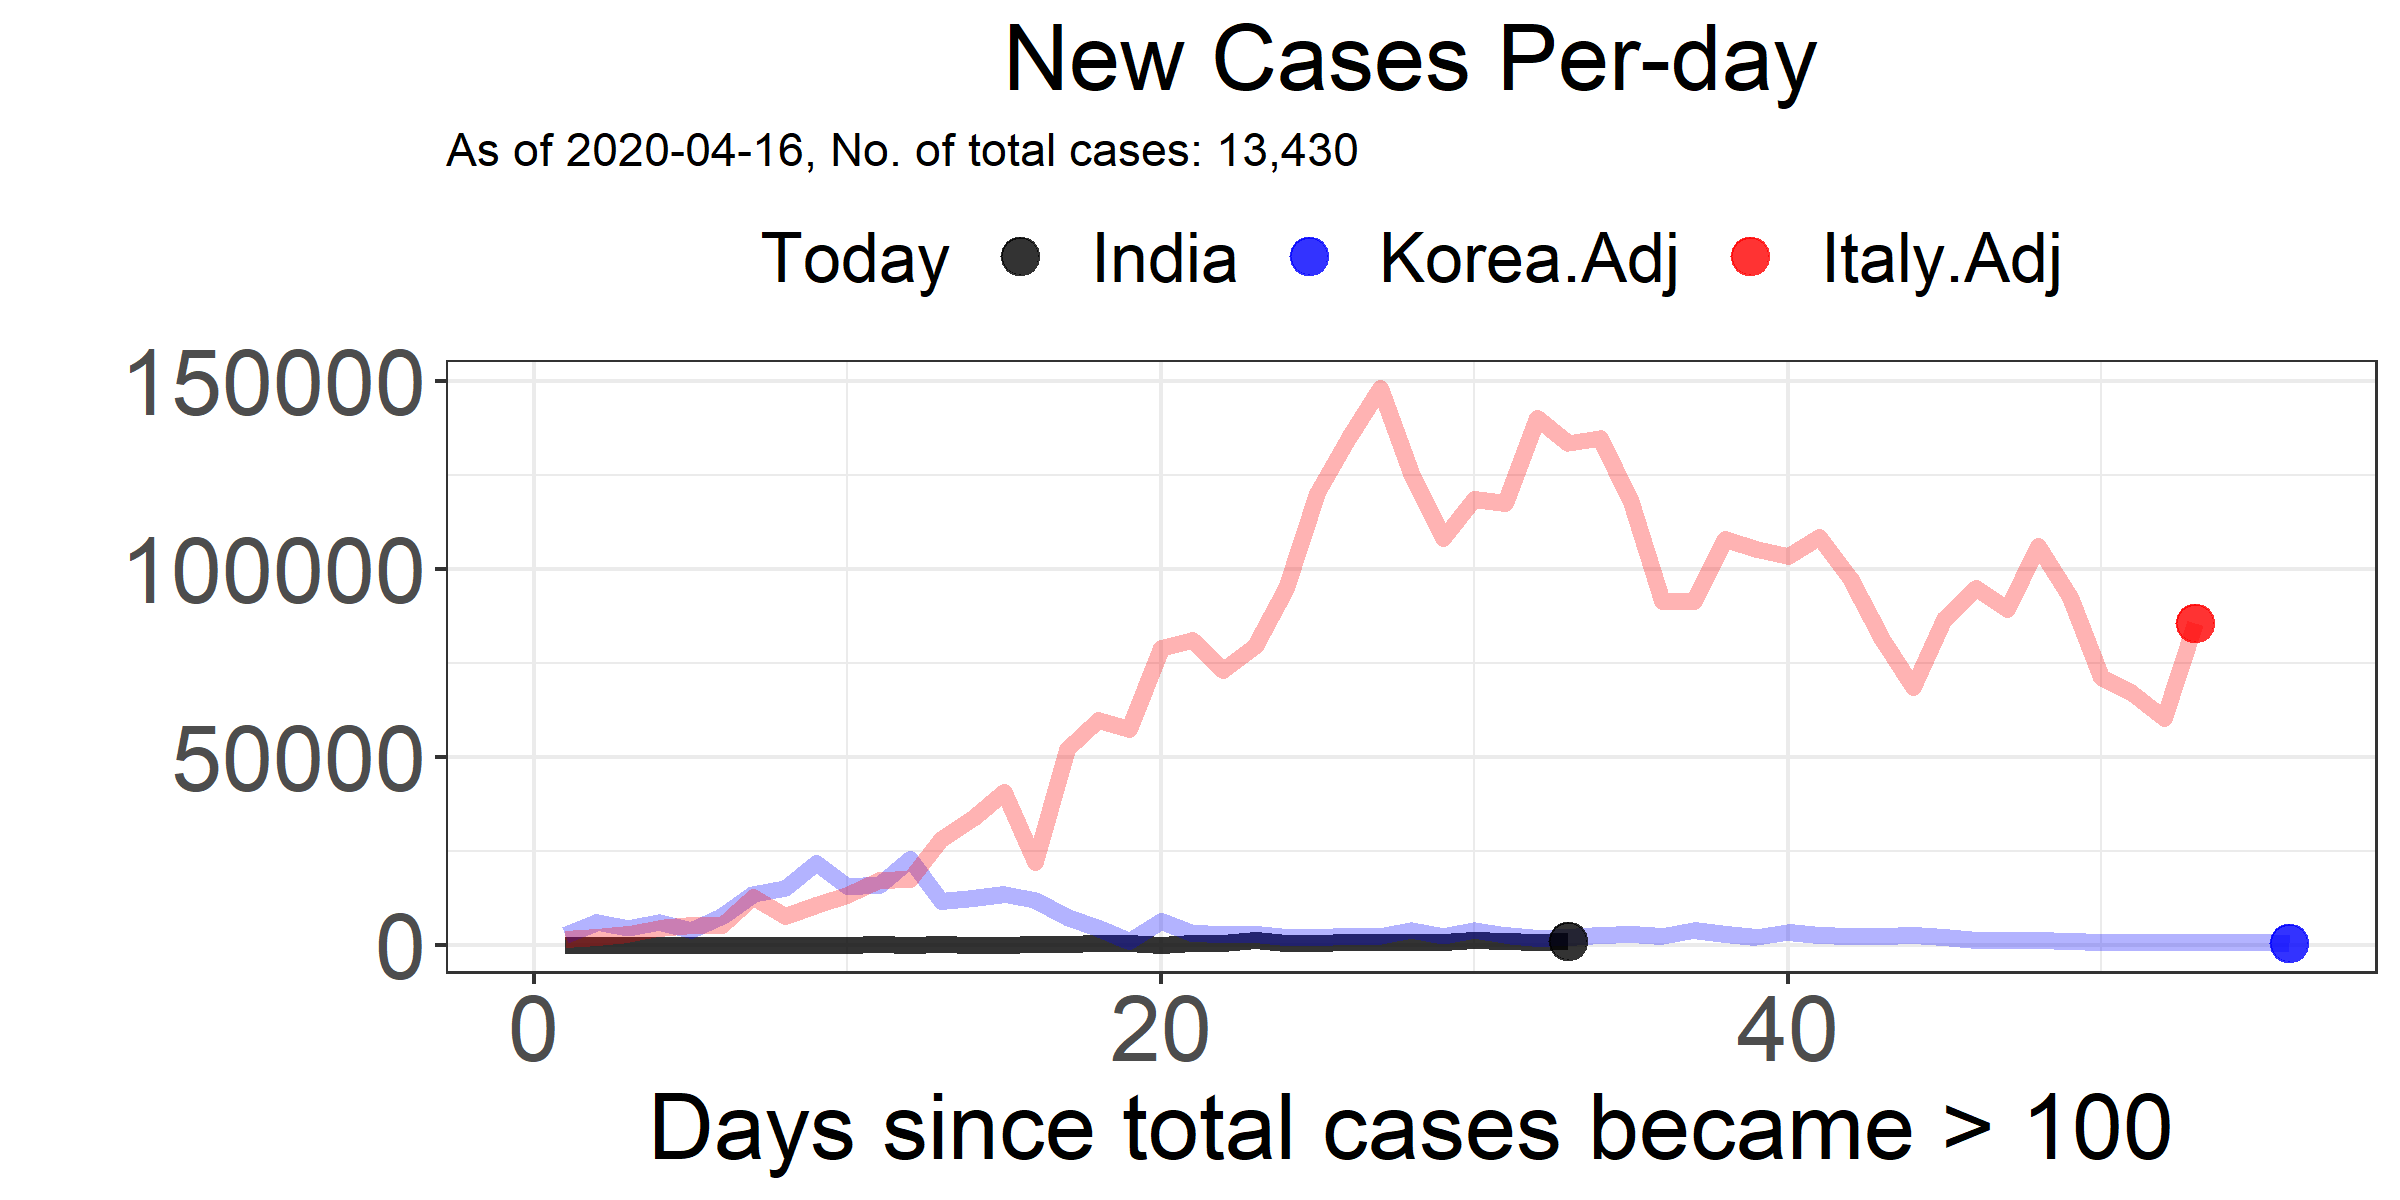 New Cases Per-day
As of 2020-04-16, No. of total cases: 13,430
Today India Korea.Adj Italy.Adj
150000
100000
50000
0
0 20 40
Days since total cases became > 100